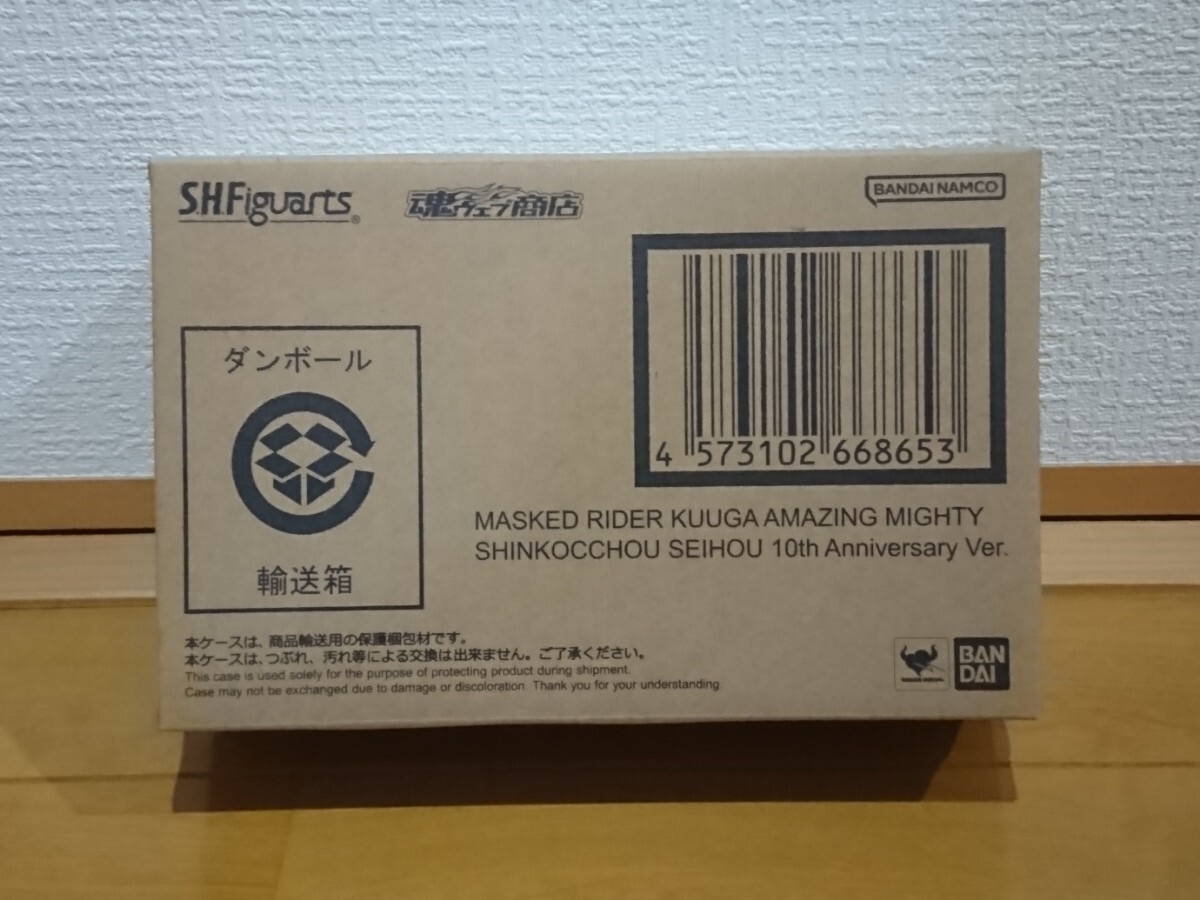 S.H.Figuarts®
魂ウェブ商店
BANDAI NAMCO
ダンボール
輸送箱
4 573102 668653
MASKED RIDER KUUGA AMAZING MIGHTY
SHINKOCCHOU SEIHOU 10th Anniversary Ver.
本ケースは、商品輸送用の保護梱包材です。
本ケースは、つぶれ、汚れ等による交換は出来ません。ご了承ください。
This case is used solely for the purpose of protecting product during shipment.
Case may not be exchanged due to damage or discoloration. Thank you for your understanding.
BAN
DAI